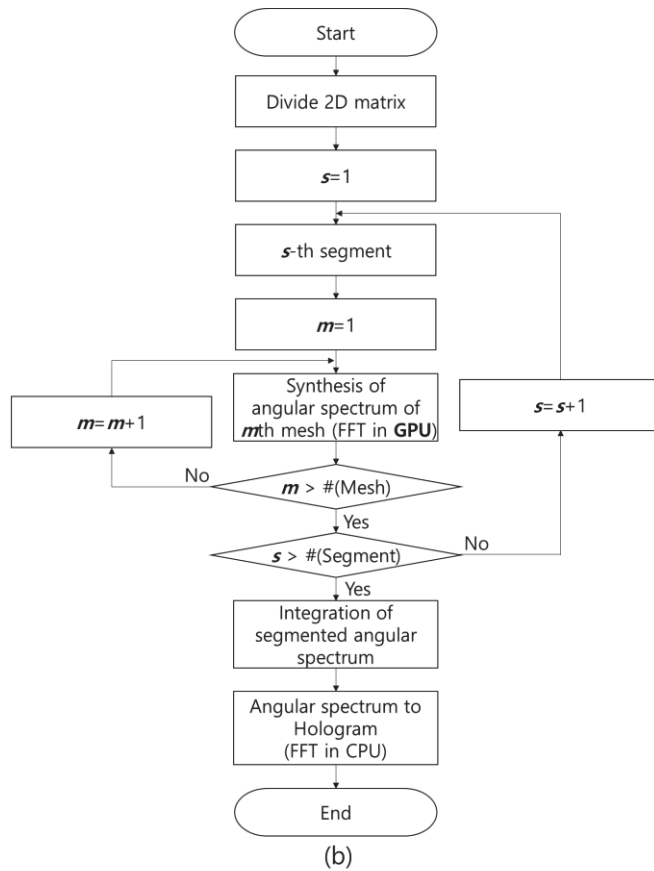 Start
Divide 2D matrix
s=1
s-th segment
m=1
Synthesis of
angular spectrum of
mth mesh (FFT in GPU)
m=m+1
s=s+1
No
m > #(Mesh)
Yes
s > #(Segment)
No
Yes
Integration of
segmented angular
spectrum
Angular spectrum to
Hologram
(FFT in CPU)
End
(b)